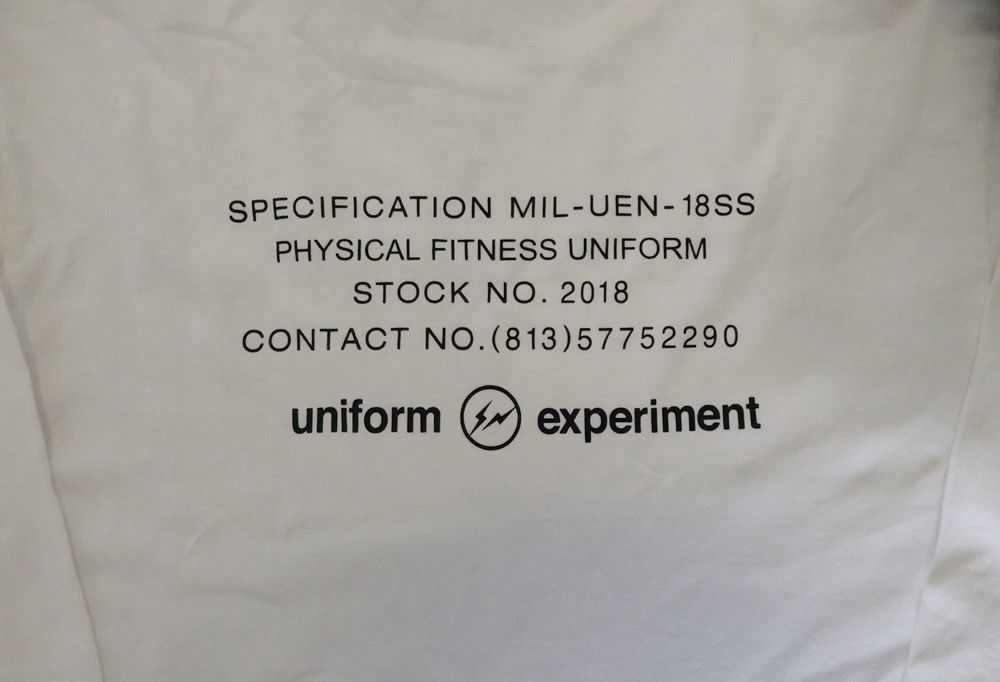 SPECIFICATION MIL-UEN-18SS
PHYSICAL FITNESS UNIFORM
STOCK NO. 2018
CONTACT NO.(813)57752290
uniform experiment